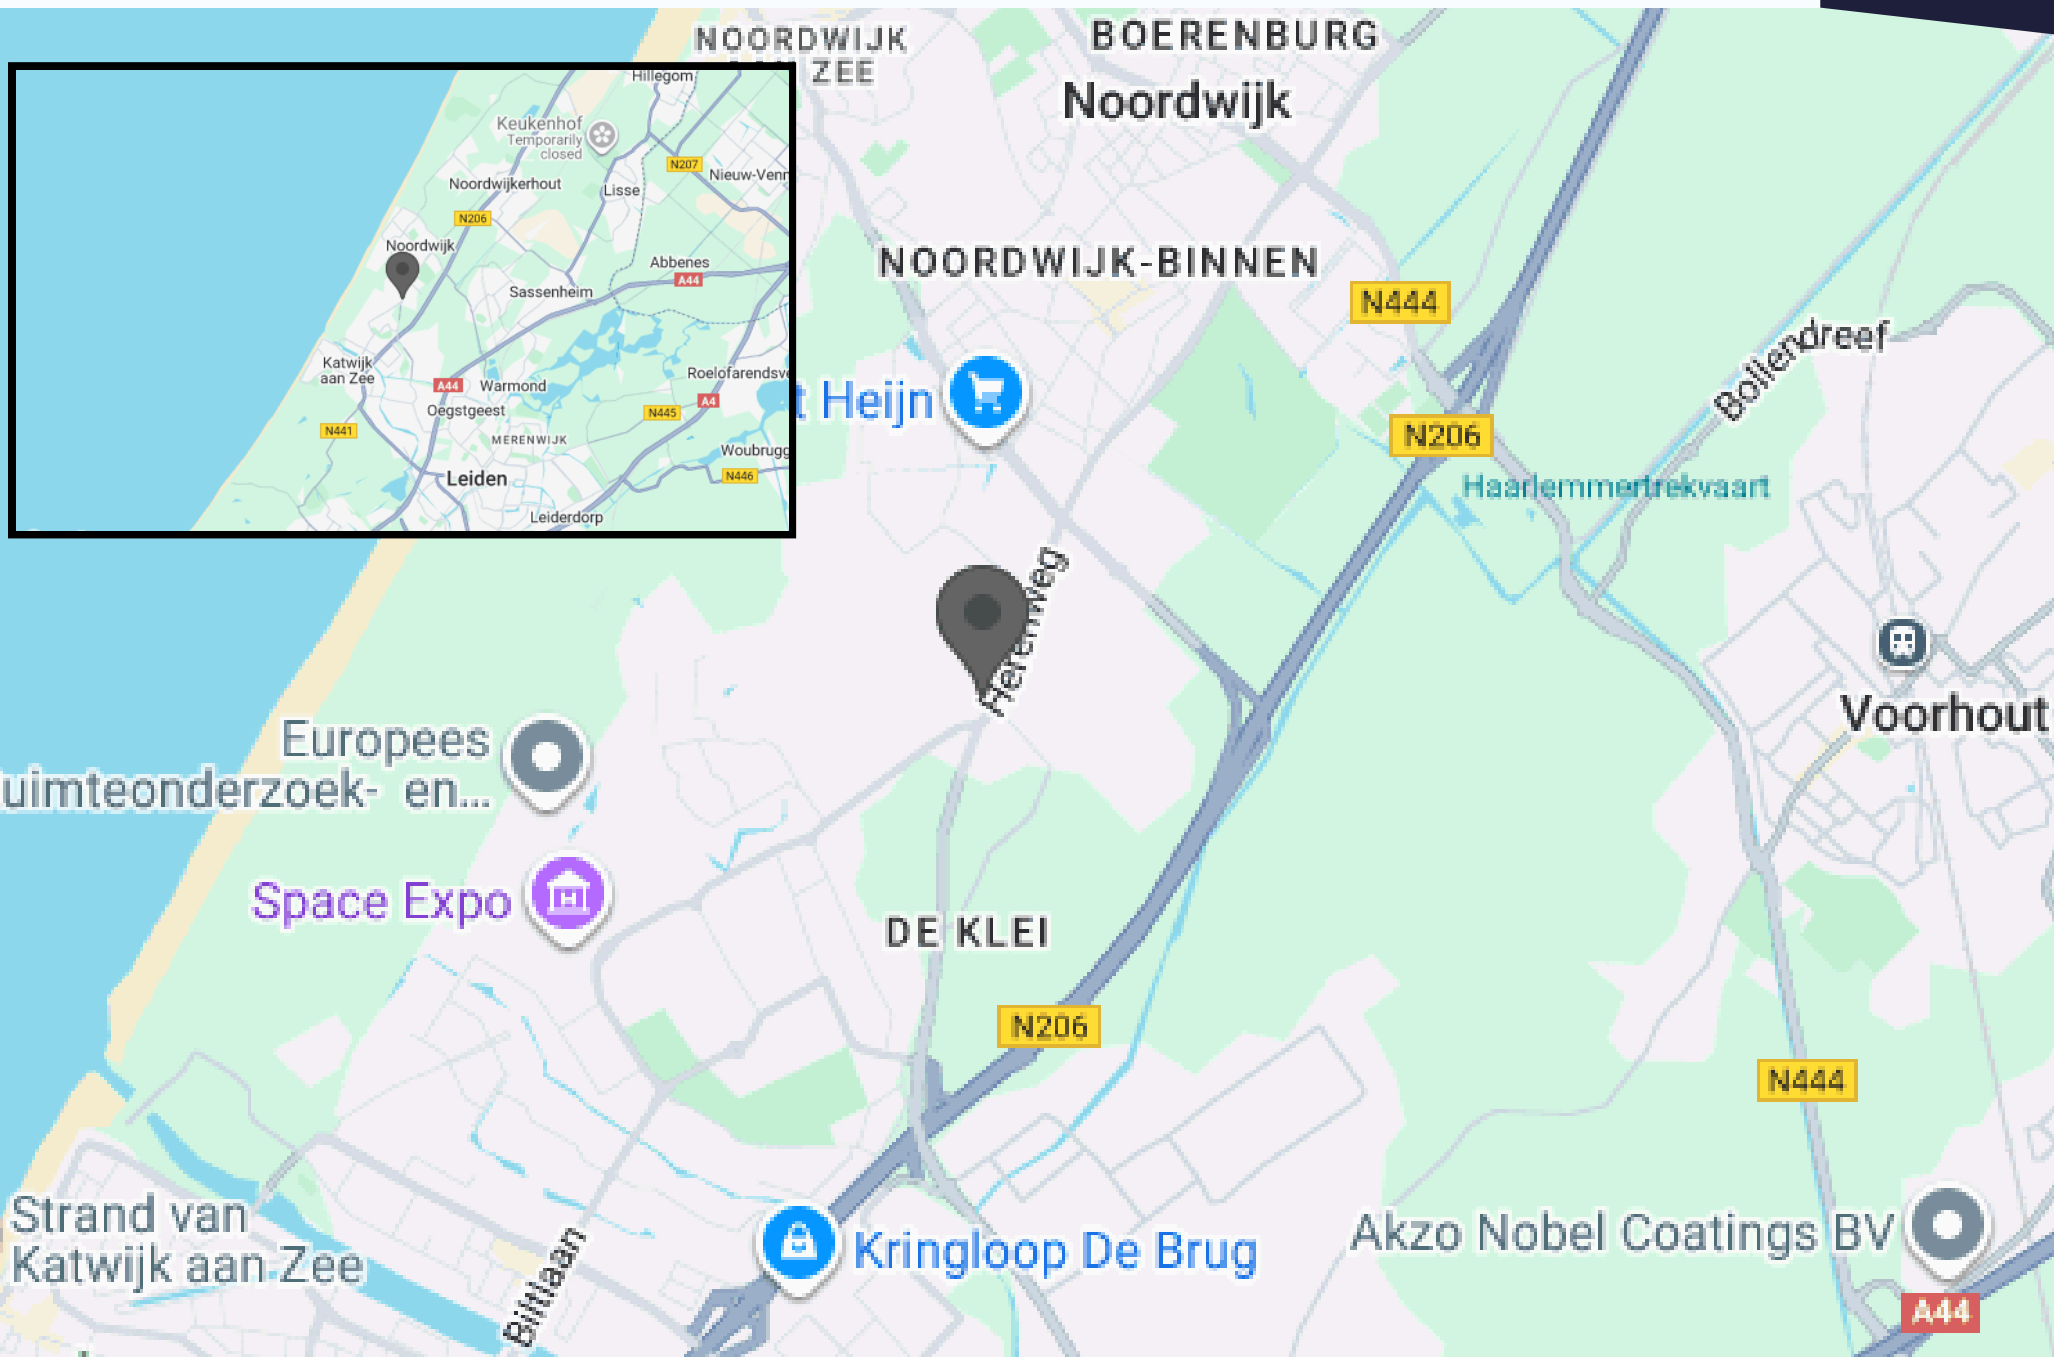 NOORDWIJK
ZEE
BOERENBURG
Noordwijk
Hillegom
Keukenhof
Temporarily
closed
N207
Nieuw-Venn
Noordwijkerhout
Lisse
N206
Noordwijk
Abbenes
A44
Sassenheim
Katwijk
aan Zee
A44
Warmond
Roelofarendsve
A4
Oegstgeest
N445
N441
MERENWIJK
Woubrugg
Leiden
N446
Leiderdorp
NOORDWIJK-BINNEN
N444
Bollendreef
t Heijn
N206
Haarlemmertrekvaart
Herenweg
Voorhout
Europees
uimteonderzoek- en...
Space Expo
DE KLEI
N206
N444
Strand van
Katwijk aan Zee
Biltlaan
Kringloop De Brug
Akzo Nobel Coatings BV
A44